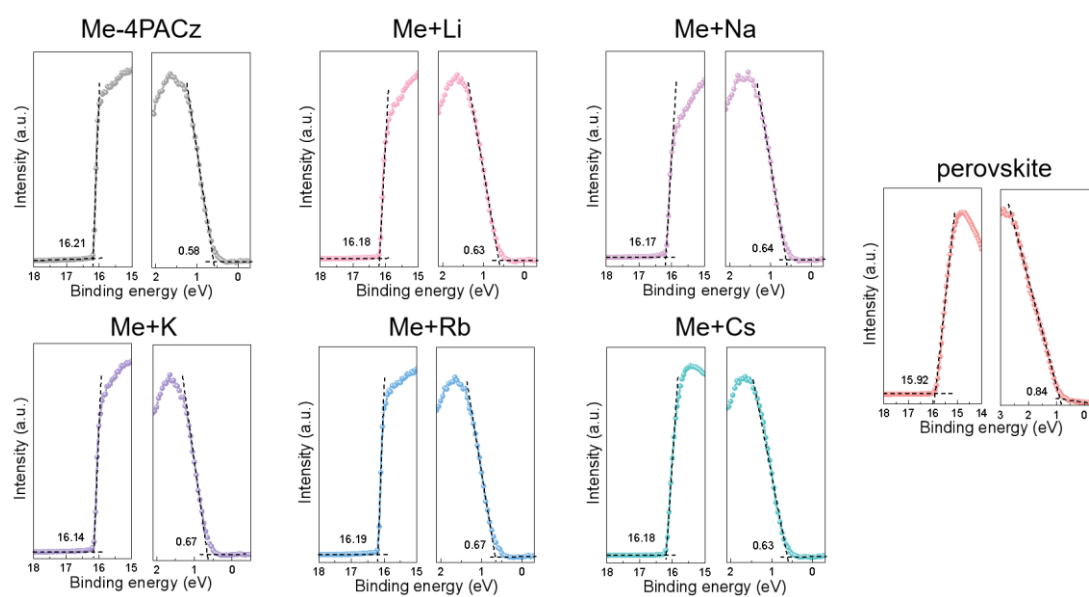 Me-4PACz
Intensity (a.u.)
16.21
0.58
18 17 16 15 2 1 0
Binding energy (eV)
Me+Li
Intensity (a.u.)
16.18
0.63
18 17 16 15 2 1 0
Binding energy (eV)
Me+Na
Intensity (a.u.)
16.17
0.64
18 17 16 15 2 1 0
Binding energy (eV)
perovskite
Intensity (a.u.)
15.92
0.84
18 17 16 15 14 3 2 1 0
Binding energy (eV)
Me+K
Intensity (a.u.)
16.14
0.67
18 17 16 15 2 1 0
Binding energy (eV)
Me+Rb
Intensity (a.u.)
16.19
0.67
18 17 16 15 2 1 0
Binding energy (eV)
Me+Cs
Intensity (a.u.)
16.18
0.63
18 17 16 15 2 1 0
Binding energy (eV)